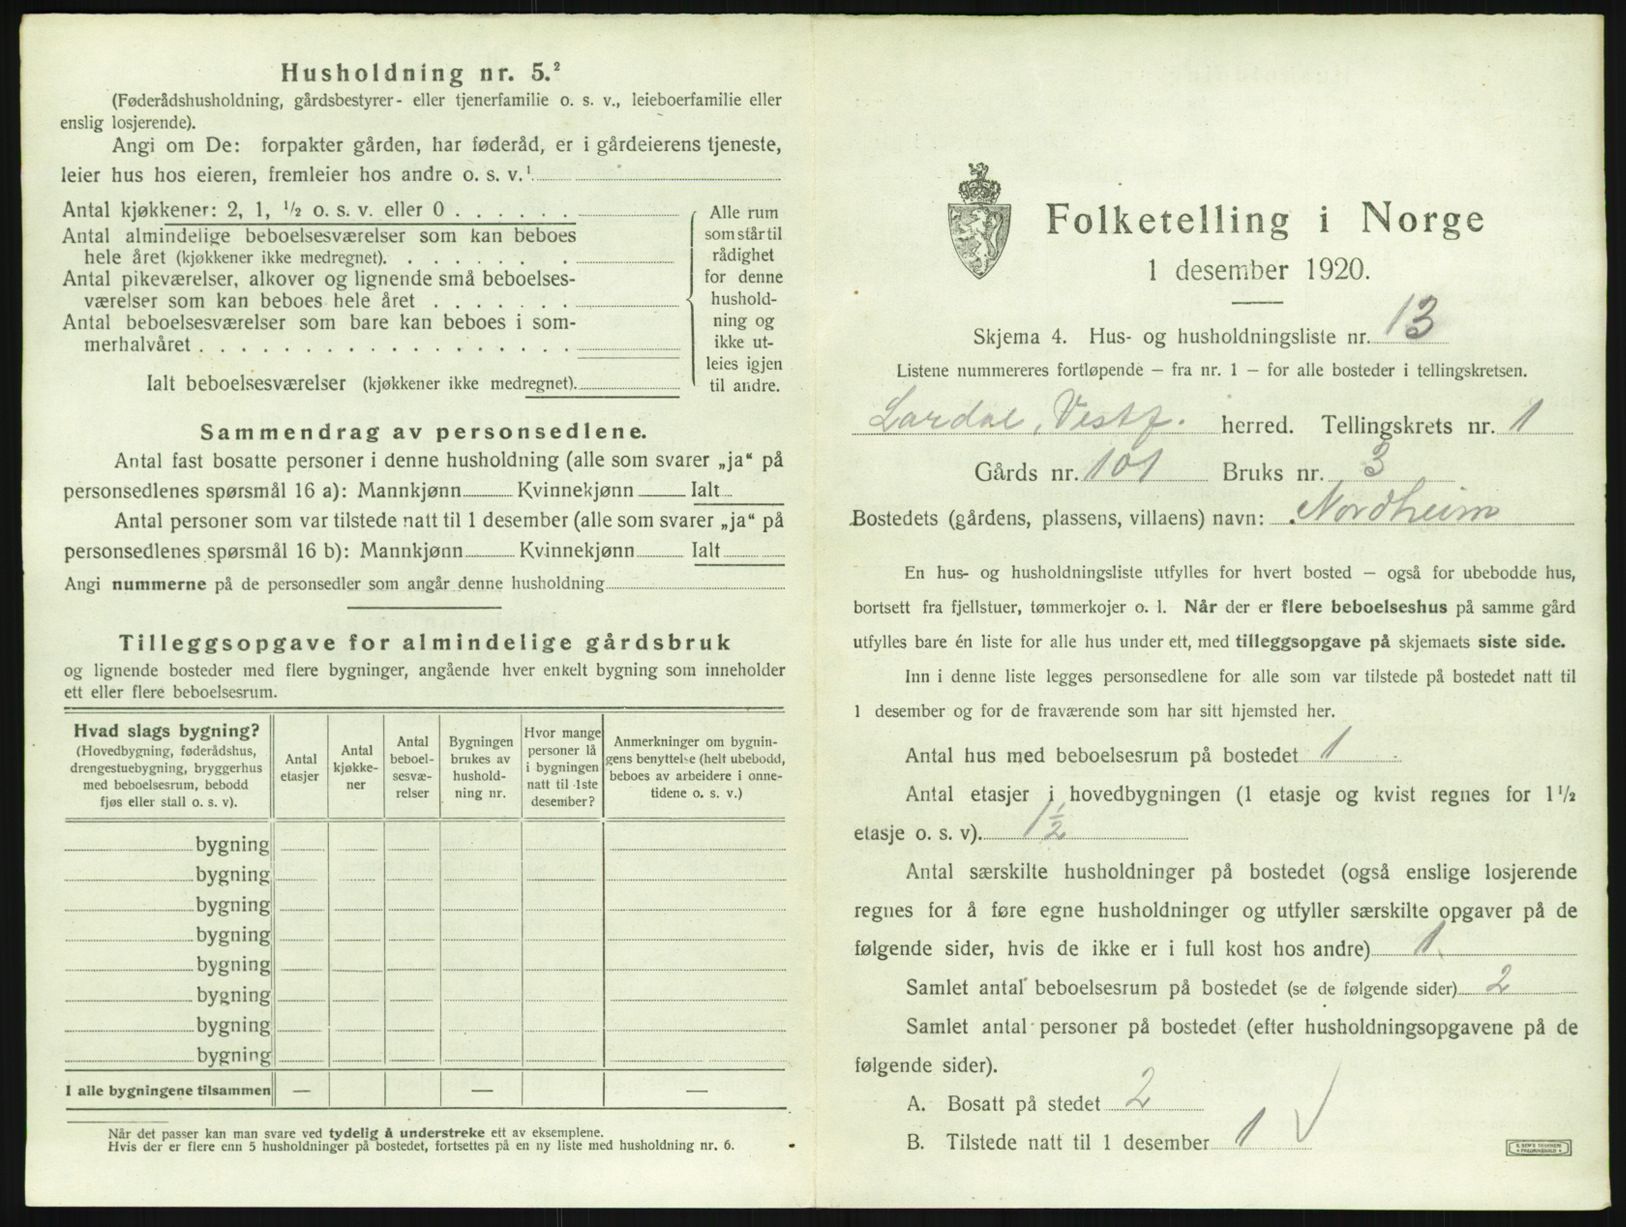 Husholdning nr. 5.²
(Føderådshusholdning, gårdsbestyrer- eller tjenerfamilie o. s. v., leieboerfamilie eller
enslig losjerende).
Angi om De: forpakter gården, har føderåd, er i gårdeierens tjeneste,
leier hus hos eieren, fremleier hos andre o. s. v.¹
Antal kjøkkener: 2, 1, ½ o. s. v. eller 0 . . . . . .
Antal almindelige beboelsesværelser som kan beboes
hele året (kjøkkener ikke medregnet). . . . . . . .
Antal pikeværelser, alkover og lignende små beboelses-
værelser som kan beboes hele året . . . . . . .
Antal beboelsesværelser som bare kan beboes i som-
merhalvåret . . . . . . . . . . . . . . . . . .
Ialt beboelsesværelser (kjøkkener ikke medregnet).
Alle rum
som står til
rådighet
for denne
hushold-
ning og
ikke ut-
leies igjen
til andre.
Sammendrag av personsedlene.
Antal fast bosatte personer i denne husholdning (alle som svarer „ja“ på
personsedlenes spørsmål 16 a): Mannkjønn Kvinnekjønn Ialt
Antal personer som var tilstede natt til 1 desember (alle som svarer „ja“ på
personsedlenes spørsmål 16 b): Mannkjønn Kvinnekjønn Ialt
Angi nummerne på de personsedler som angår denne husholdning
Tilleggsopgave for almindelige gårdsbruk
og lignende bosteder med flere bygninger, angående hver enkelt bygning som inneholder
ett eller flere beboelsesrum.
Hvad slags bygning?
(Hovedbygning, føderådshus,
drengestuebygning, bryggerhus
med beboelsesrum, bebodd
fjøs eller stall o. s. v).
Antal
etasjer
Antal
kjøkke-
ner
Antal
beboel-
sesvæ-
relser
Bygningen
brukes av
hushold-
ning nr.
Hvor mange
personer lå
i bygningen
natt til 1ste
desember?
Anmerkninger om bygnin-
gens benyttelse (helt ubebodd,
beboes av arbeidere i onne-
tidene o. s. v.)
bygning
bygning
bygning
bygning
bygning
bygning
bygning
bygning
I alle bygningene tilsammen — — —
Når det passer kan man svare ved tydelig å understreke ett av eksemplene.
Hvis der er flere enn 5 husholdninger på bostedet, fortsettes på en ny liste med husholdning nr. 6.
Folketelling i Norge
1 desember 1920.
Skjema 4. Hus- og husholdningsliste nr. 13
Listene nummereres fortløpende — fra nr. 1 — for alle bosteder i tellingskretsen.
Lardal, Vestf. herred. Tellingskrets nr. 1
Gårds nr. 101 Bruks nr. 3
Bostedets (gårdens, plassens, villaens) navn: Nordheim
En hus- og husholdningsliste utfylles for hvert bosted — også for ubebodde hus,
bortsett fra fjellstuer, tømmerkojer o. l. Når der er flere beboelseshus på samme gård
utfylles bare én liste for alle hus under ett, med tilleggsopgave på skjemaets siste side.
Inn i denne liste legges personsedlene for alle som var tilstede på bostedet natt til
1 desember og for de fraværende som har sitt hjemsted her.
Antal hus med beboelsesrum på bostedet 1
Antal etasjer i hovedbygningen (1 etasje og kvist regnes for 1½
etasje o. s. v). 1½
Antal særskilte husholdninger på bostedet (også enslige losjerende
regnes for å føre egne husholdninger og utfyller særskilte opgaver på de
følgende sider, hvis de ikke er i full kost hos andre) 1
Samlet antal beboelsesrum på bostedet (se de følgende sider) 2
Samlet antal personer på bostedet (efter husholdningsopgavene på de
følgende sider).
A. Bosatt på stedet 2
B. Tilstede natt til 1 desember 1 √